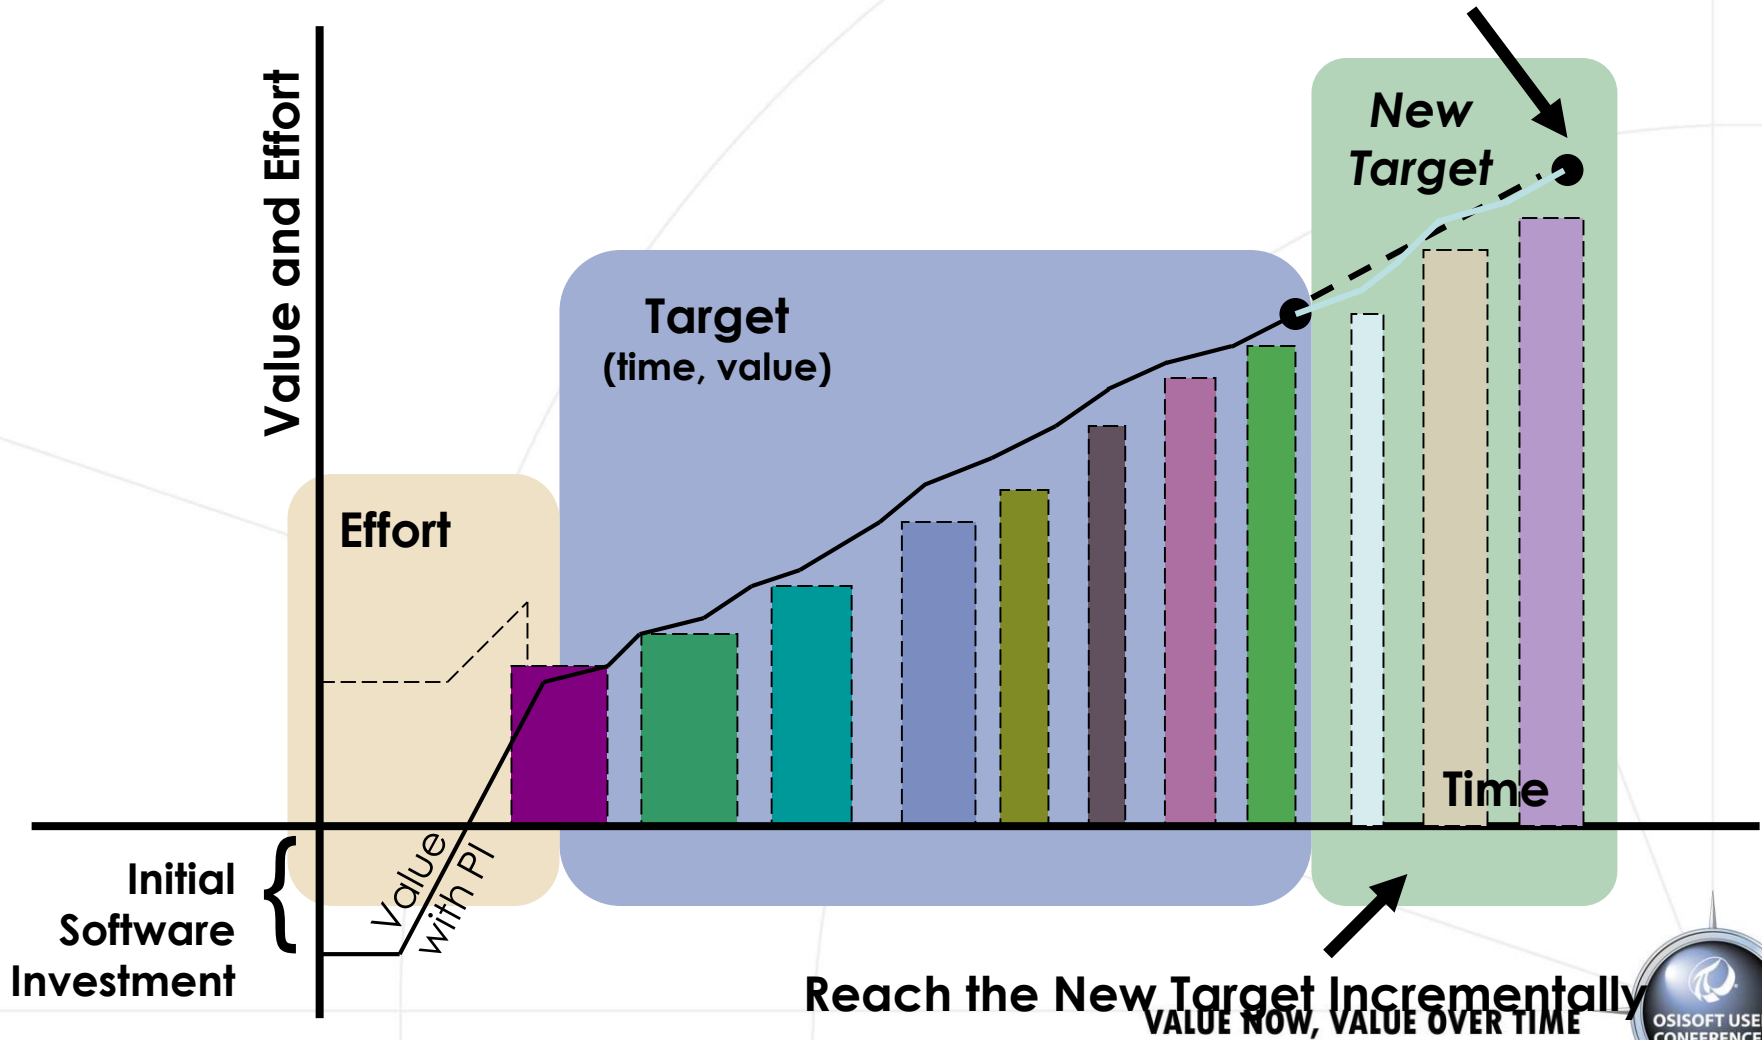 Value and Effort
New
Target
Target
(time, value)
Effort
Time
Value
with PI
Initial
Software
Investment
Reach the New Target Incrementally
VALUE NOW, VALUE OVER TIME
OSISOFT USE
CONFERENCE